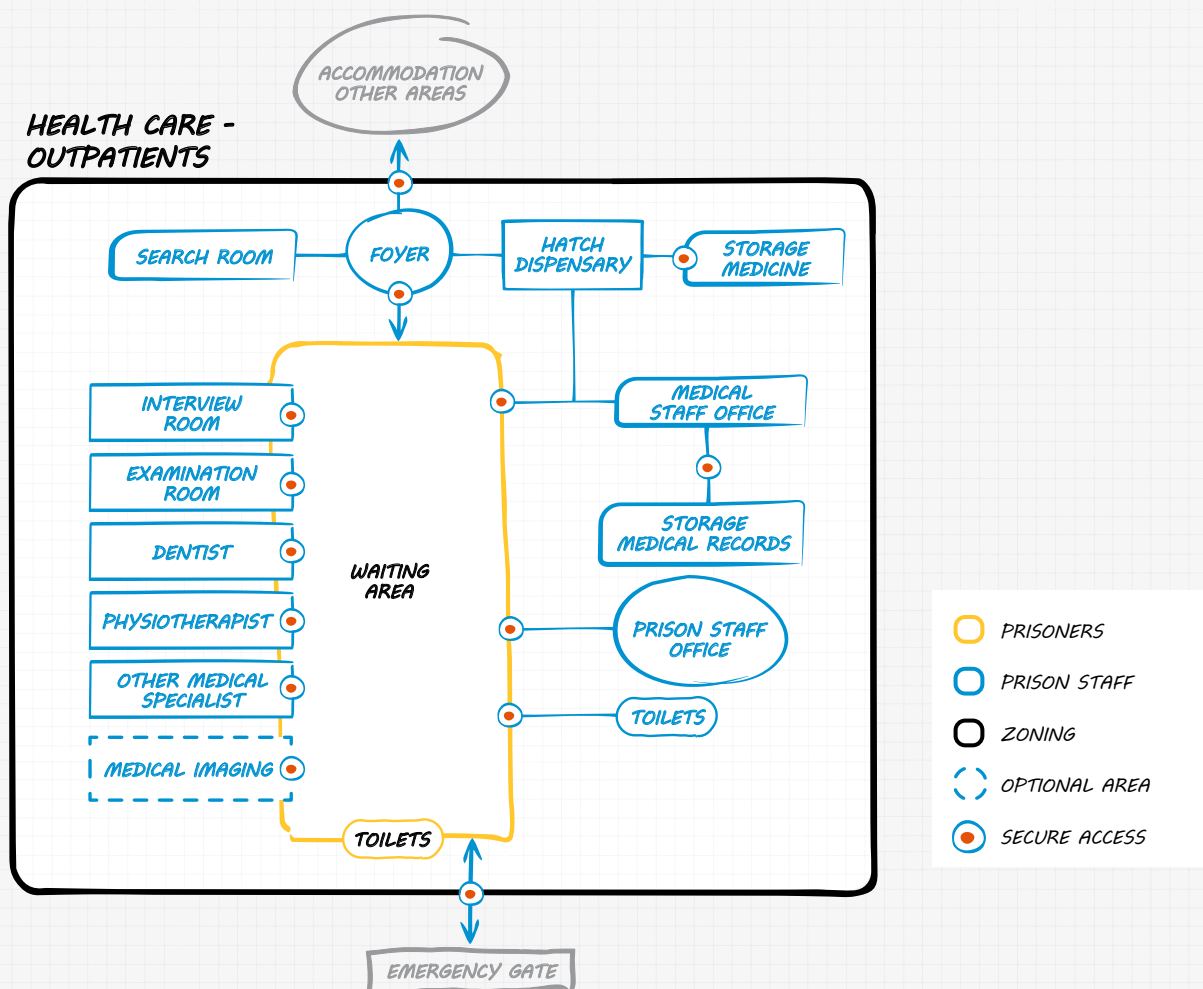 ACCOMMODATION
OTHER AREAS
HEALTH CARE -
OUTPATIENTS
SEARCH ROOM
FOYER
HATCH
DISPENSARY
STORAGE
MEDICINE
INTERVIEW
ROOM
MEDICAL
STAFF OFFICE
EXAMINATION
ROOM
STORAGE
MEDICAL RECORDS
DENTIST
WAITING
AREA
PHYSIOTHERAPIST
PRISON STAFF
OFFICE
OTHER MEDICAL
SPECIALIST
TOILETS
MEDICAL IMAGING
TOILETS
EMERGENCY GATE
PRISONERS
PRISON STAFF
ZONING
OPTIONAL AREA
SECURE ACCESS